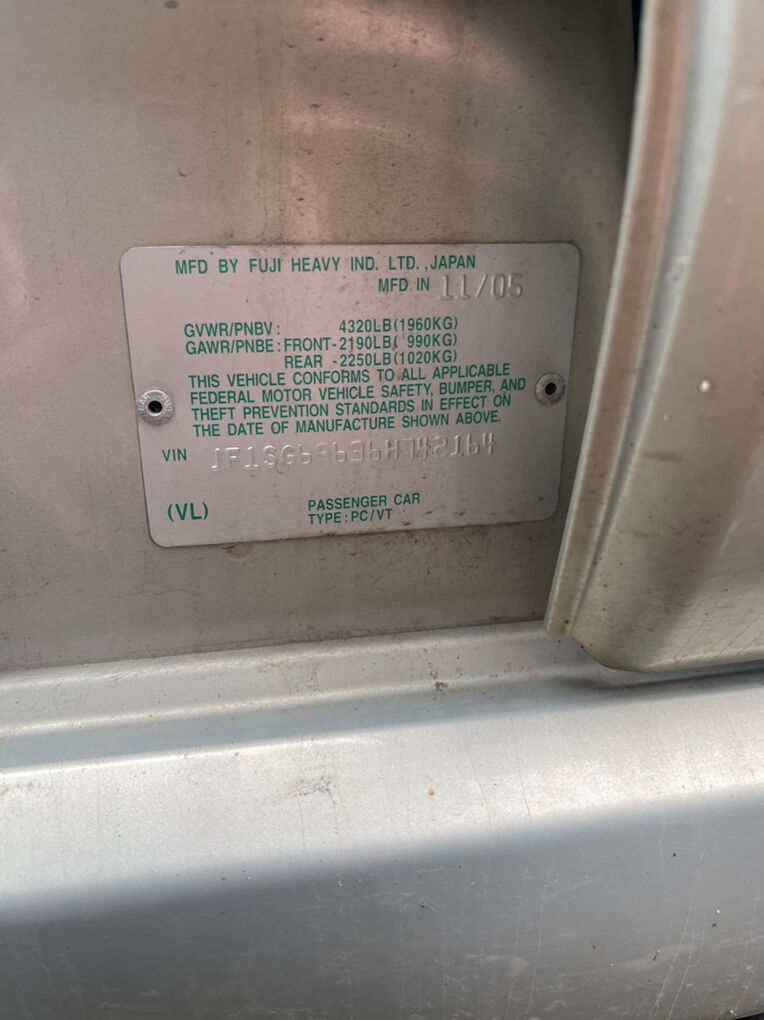 MFD BY FUJI HEAVY IND. LTD. ,JAPAN
MFD IN 11/05
GVWR/PNBV : 4320LB(1960KG)
GAWR/PNBE : FRONT-2190LB( 990KG)
REAR -2250LB(1020KG)
THIS VEHICLE CONFORMS TO ALL APPLICABLE
FEDERAL MOTOR VEHICLE SAFETY, BUMPER, AND
THEFT PREVENTION STANDARDS IN EFFECT ON
THE DATE OF MANUFACTURE SHOWN ABOVE.
VIN JF1SG69636H742164
(VL) PASSENGER CAR
TYPE : PC/VT